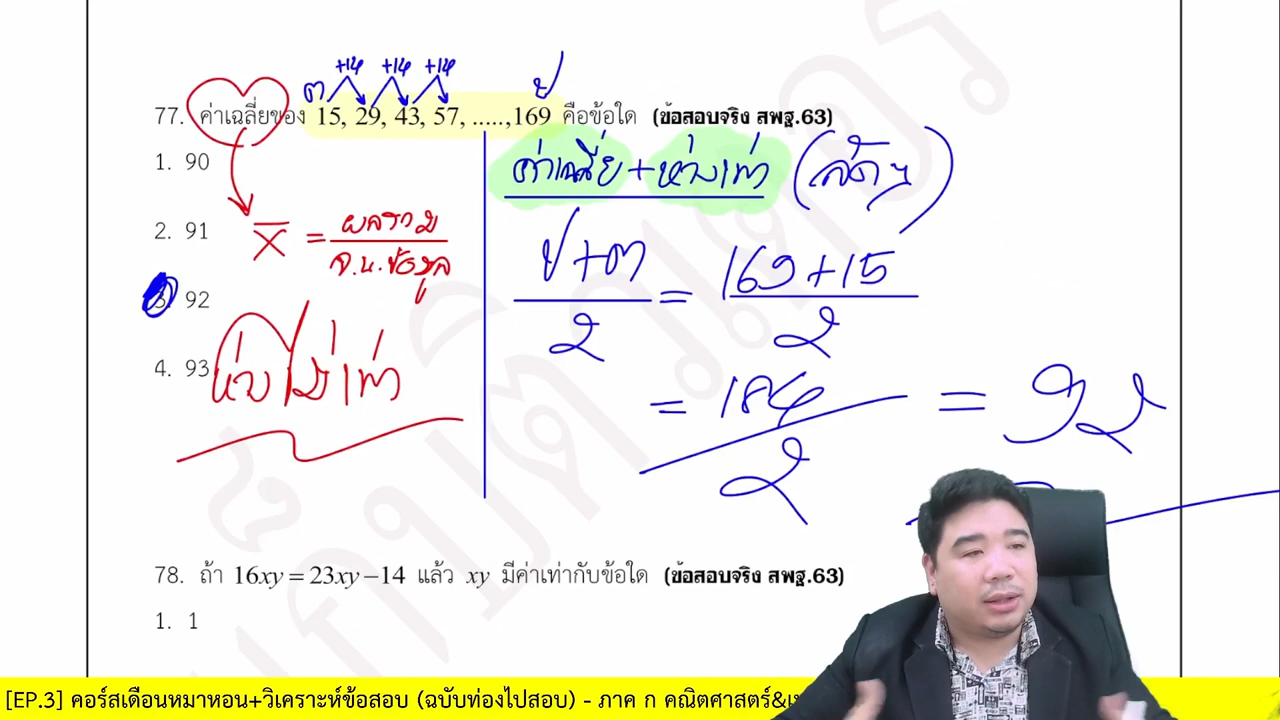 +14 +14 +14
ต ป
77. ค่าเฉลี่ยของ 15, 29, 43, 57, .....,169 คือข้อใด (ข้อสอบจริง สพฐ.63)
1. 90
ค่าเฉลี่ย + ห่างเท่า (ลัดๆ)
2. 91
x̄ = ผลรวม / จ.น.ข้อมูล
ป+ต / 2 = 169+15 / 2
3. 92
4. 93
ห่างไม่เท่า
= 184 / 2 = 92
78. ถ้า 16xy = 23xy − 14 แล้ว xy มีค่าเท่ากับข้อใด (ข้อสอบจริง สพฐ.63)
1. 1
[EP.3] คอร์สเดือนหมาหอน+วิเคราะห์ข้อสอบ (ฉบับท่องไปสอบ) - ภาค ก คณิตศาสตร์&